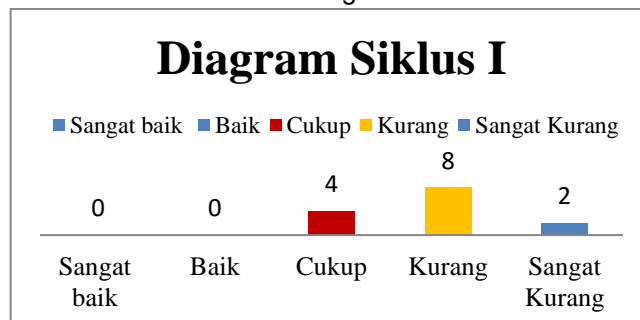 Diagram Siklus I
Sangat baik Baik Cukup Kurang Sangat Kurang
0 0 4 8 2
Sangat baik Baik Cukup Kurang Sangat Kurang